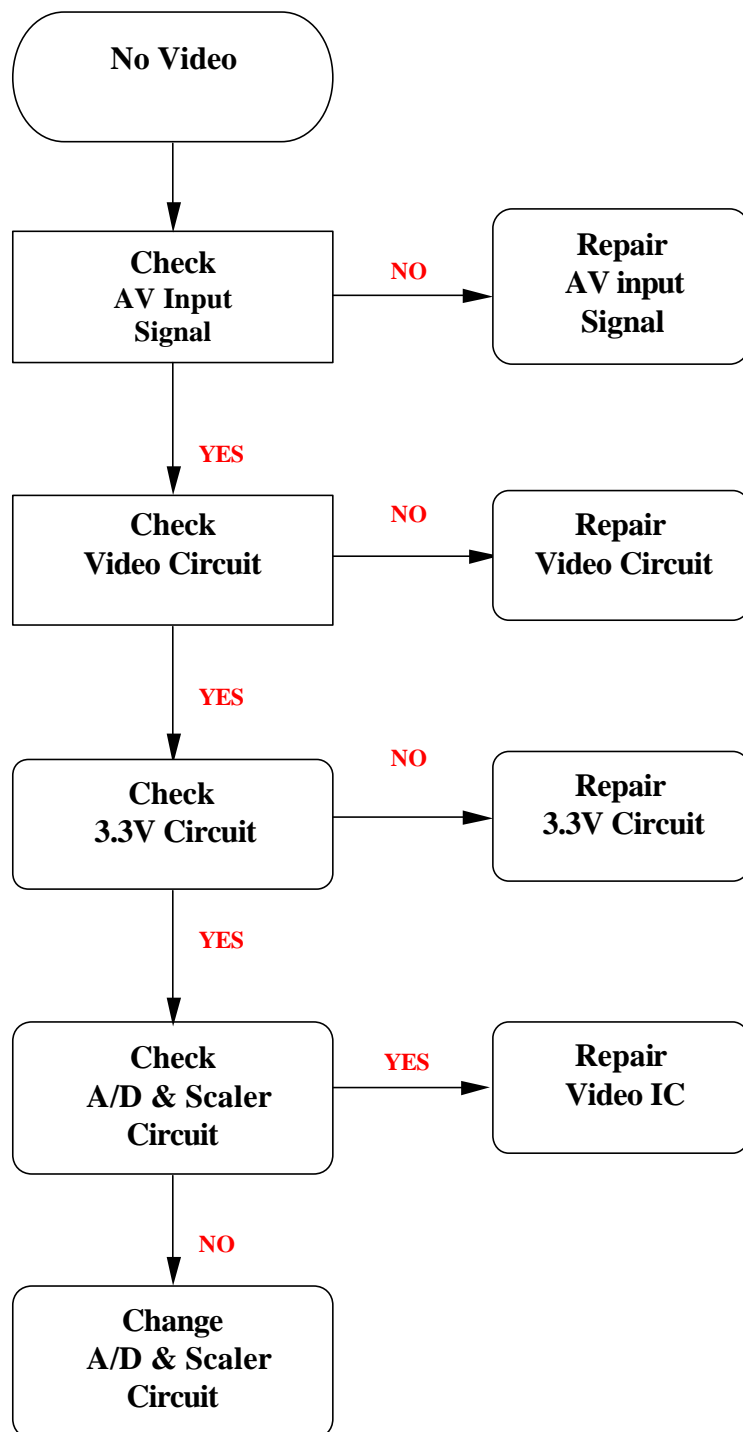 No Video
Check
AV Input
Signal
NO
Repair
AV input
Signal
YES
Check
Video Circuit
NO
Repair
Video Circuit
YES
Check
3.3V Circuit
NO
Repair
3.3V Circuit
YES
Check
A/D & Scaler
Circuit
YES
Repair
Video IC
NO
Change
A/D & Scaler
Circuit